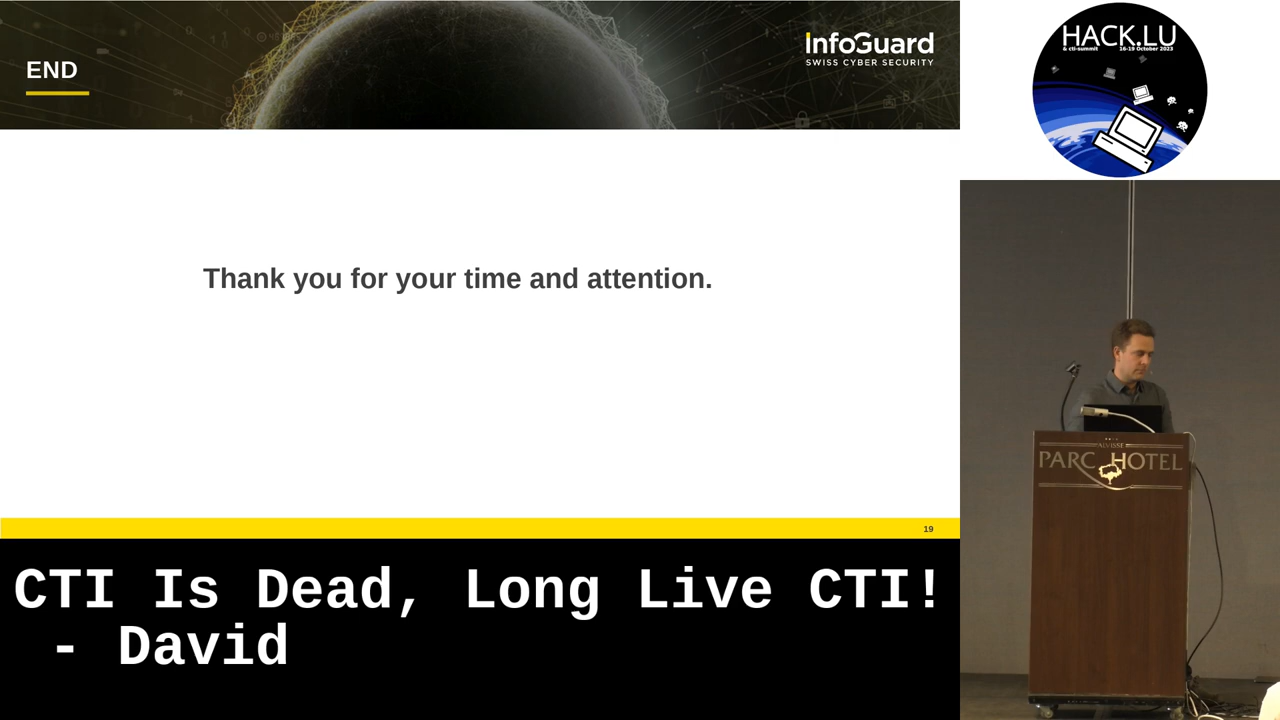 END
InfoGuard
SWISS CYBER SECURITY
HACK.LU
& cti-summit 16-19 October 2023
Thank you for your time and attention.
19
ALVISSE
PARC HOTEL
CTI Is Dead, Long Live CTI!
- David